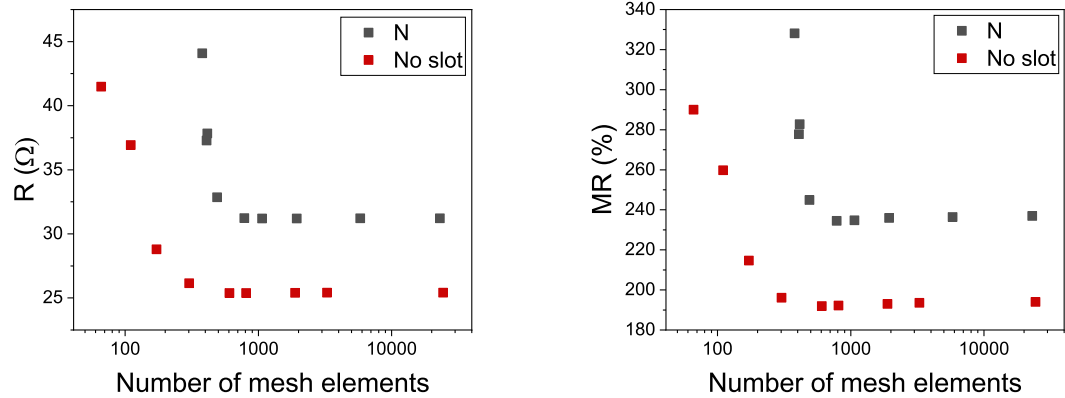 45
40
35
30
25
R (Ω)
N
No slot
100
1000
10000
Number of mesh elements
340
320
300
280
260
240
220
200
180
MR (%)
N
No slot
100
1000
10000
Number of mesh elements